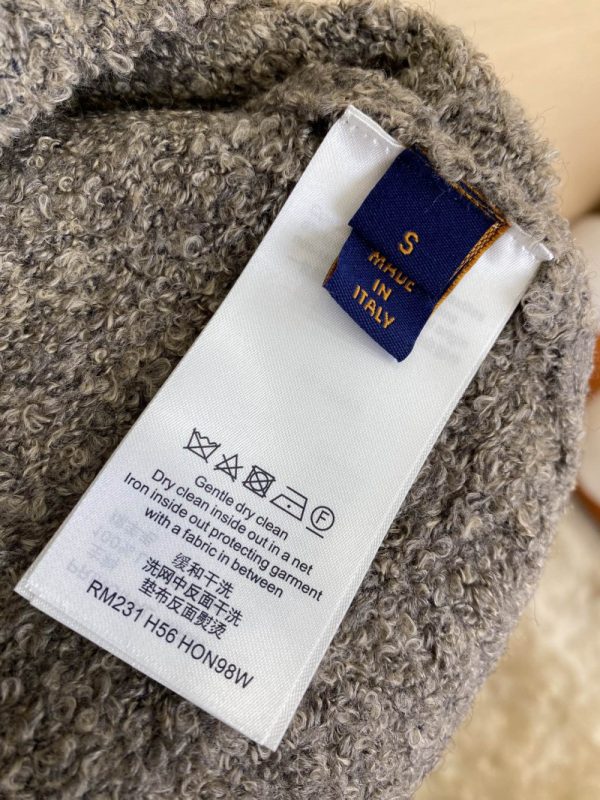 S
MADE
IN
ITALY
Gentle dry clean
Dry clean inside out in a net
Iron inside out protecting garment
with a fabric in between
缓和干洗
洗网中反面干洗
垫布反面熨烫
RM231 H56 HON98W